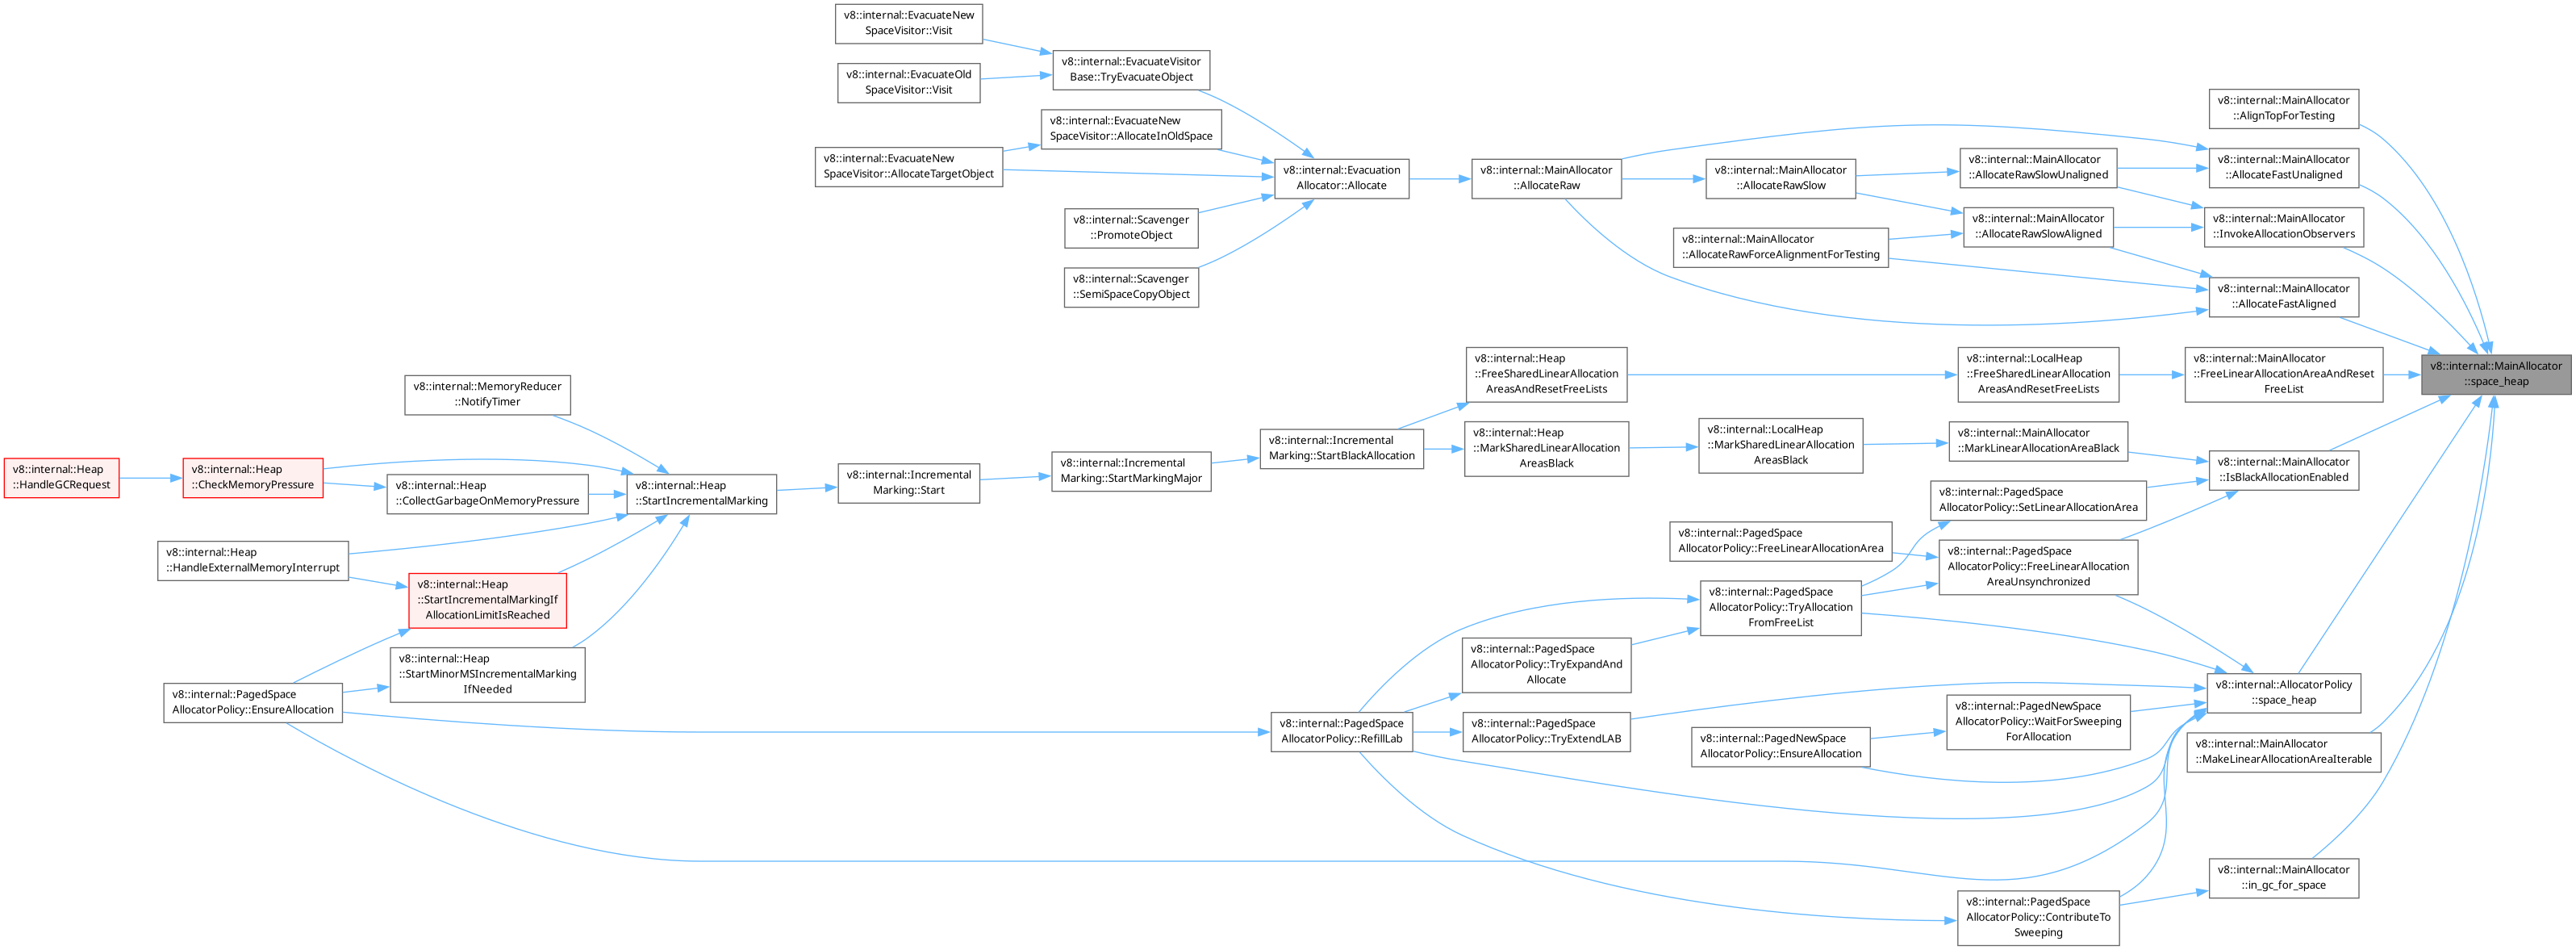 v8::internal::EvacuateNew
SpaceVisitor::Visit
v8::internal::EvacuateOld
SpaceVisitor::Visit
v8::internal::EvacuateVisitor
Base::TryEvacuateObject
v8::internal::EvacuateNew
SpaceVisitor::AllocateInOldSpace
v8::internal::EvacuateNew
SpaceVisitor::AllocateTargetObject
v8::internal::Scavenger
::PromoteObject
v8::internal::Scavenger
::SemiSpaceCopyObject
v8::internal::Evacuation
Allocator::Allocate
v8::internal::MainAllocator
::AllocateRaw
v8::internal::MainAllocator
::AllocateRawSlow
v8::internal::MainAllocator
::AllocateRawForceAlignmentForTesting
v8::internal::MainAllocator
::AllocateRawSlowUnaligned
v8::internal::MainAllocator
::AllocateRawSlowAligned
v8::internal::MainAllocator
::AlignTopForTesting
v8::internal::MainAllocator
::AllocateFastUnaligned
v8::internal::MainAllocator
::InvokeAllocationObservers
v8::internal::MainAllocator
::AllocateFastAligned
v8::internal::MainAllocator
::space_heap
v8::internal::MainAllocator
::FreeLinearAllocationAreaAndReset
FreeList
v8::internal::LocalHeap
::FreeSharedLinearAllocation
AreasAndResetFreeLists
v8::internal::Heap
::FreeSharedLinearAllocation
AreasAndResetFreeLists
v8::internal::MainAllocator
::IsBlackAllocationEnabled
v8::internal::MainAllocator
::MarkLinearAllocationAreaBlack
v8::internal::LocalHeap
::MarkSharedLinearAllocation
AreasBlack
v8::internal::Heap
::MarkSharedLinearAllocation
AreasBlack
v8::internal::Incremental
Marking::StartBlackAllocation
v8::internal::Incremental
Marking::StartMarkingMajor
v8::internal::Incremental
Marking::Start
v8::internal::Heap
::StartIncrementalMarking
v8::internal::MemoryReducer
::NotifyTimer
v8::internal::Heap
::CollectGarbageOnMemoryPressure
v8::internal::Heap
::CheckMemoryPressure
v8::internal::Heap
::HandleGCRequest
v8::internal::Heap
::HandleExternalMemoryInterrupt
v8::internal::Heap
::StartIncrementalMarkingIf
AllocationLimitIsReached
v8::internal::Heap
::StartMinorMSIncrementalMarking
IfNeeded
v8::internal::PagedSpace
AllocatorPolicy::EnsureAllocation
v8::internal::PagedSpace
AllocatorPolicy::SetLinearAllocationArea
v8::internal::PagedSpace
AllocatorPolicy::FreeLinearAllocationArea
v8::internal::PagedSpace
AllocatorPolicy::FreeLinearAllocation
AreaUnsynchronized
v8::internal::PagedSpace
AllocatorPolicy::TryAllocation
FromFreeList
v8::internal::PagedSpace
AllocatorPolicy::TryExpandAnd
Allocate
v8::internal::PagedSpace
AllocatorPolicy::TryExtendLAB
v8::internal::PagedSpace
AllocatorPolicy::RefillLab
v8::internal::PagedNewSpace
AllocatorPolicy::WaitForSweeping
ForAllocation
v8::internal::PagedNewSpace
AllocatorPolicy::EnsureAllocation
v8::internal::AllocatorPolicy
::space_heap
v8::internal::MainAllocator
::MakeLinearAllocationAreaIterable
v8::internal::MainAllocator
::in_gc_for_space
v8::internal::PagedSpace
AllocatorPolicy::ContributeTo
Sweeping